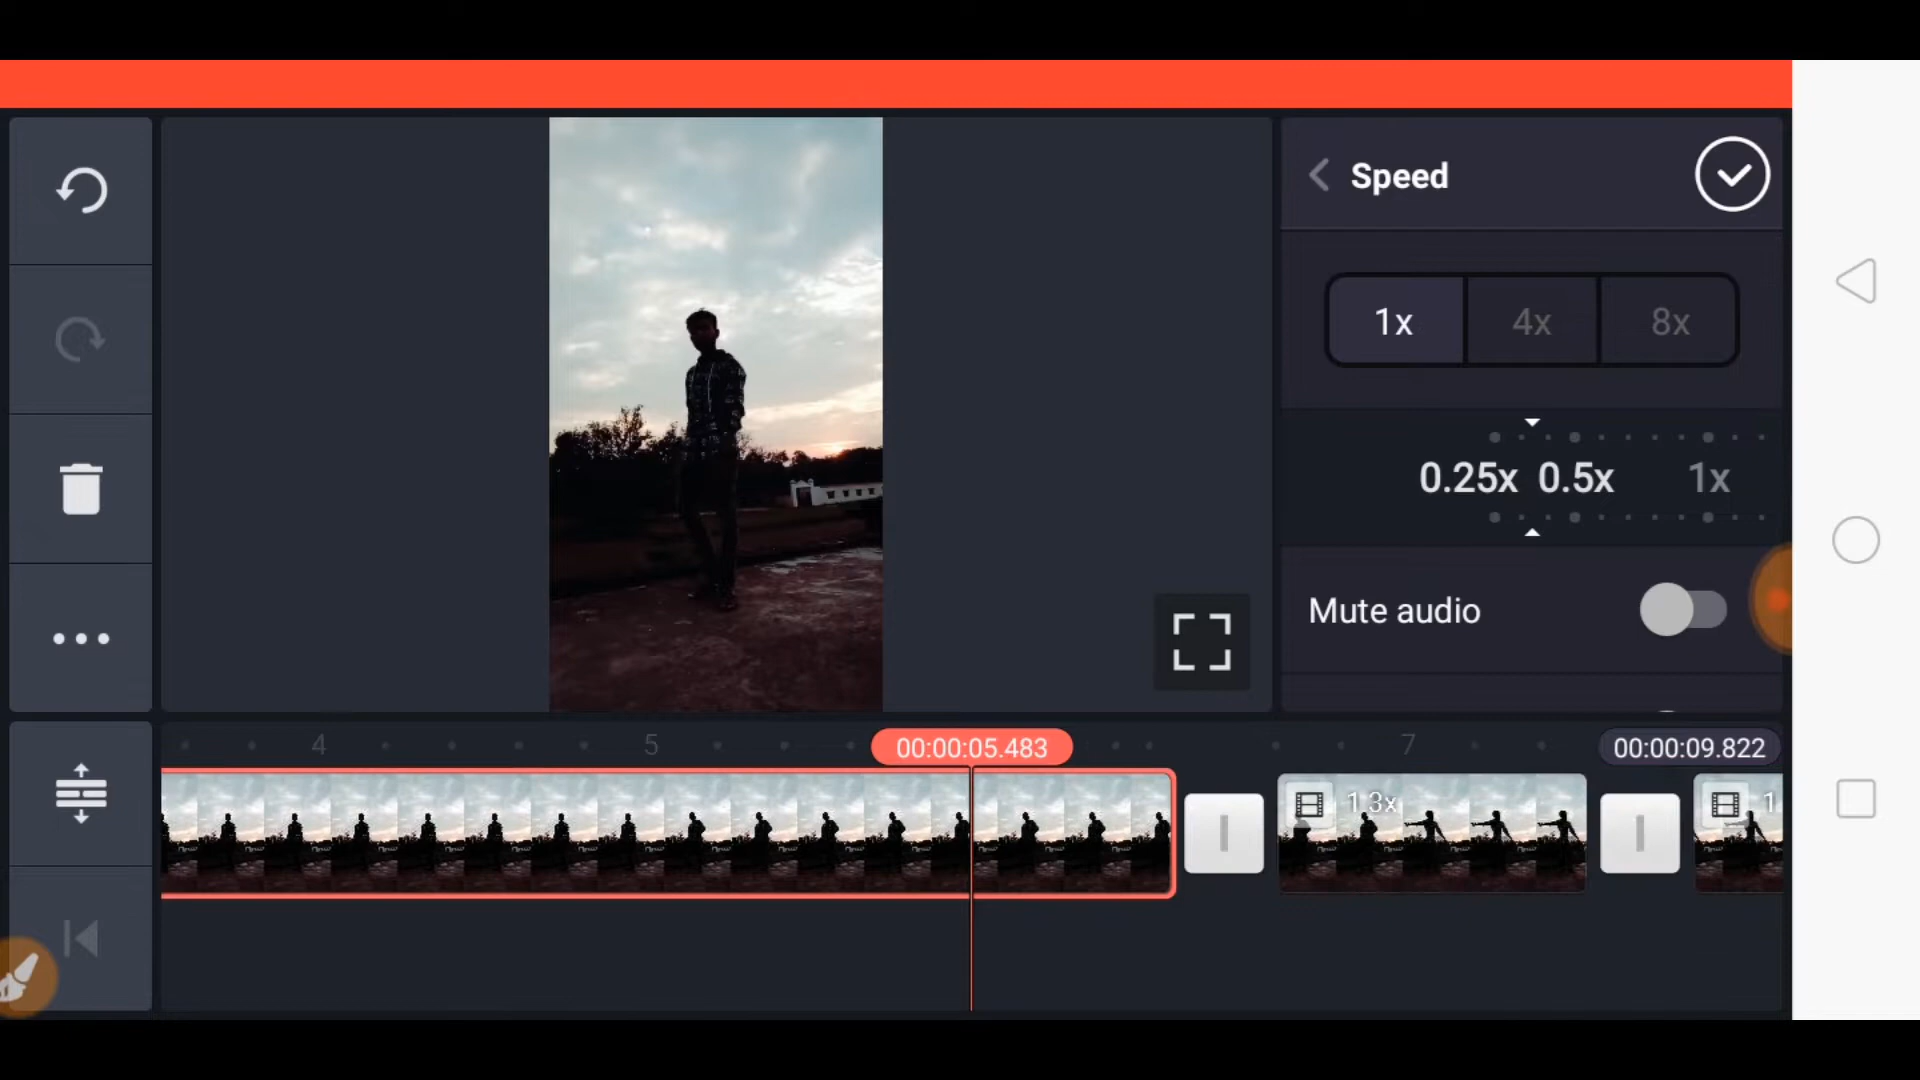 Speed
1x 4x 8x
0.25x 0.5x 1x
Mute audio
4 5 00:00:05.483 7 00:00:09.822
1.3x 1